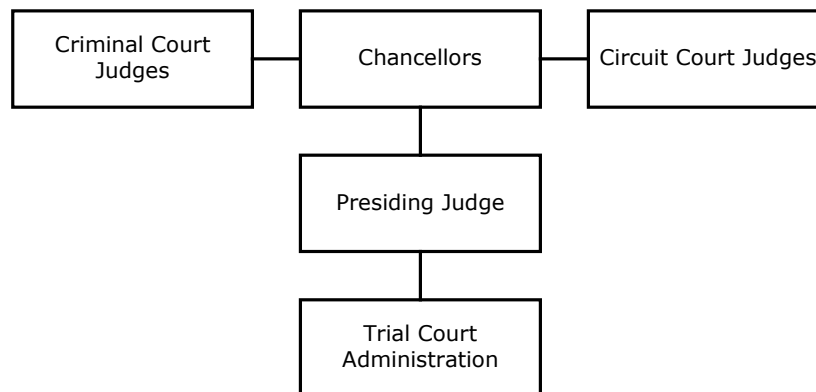 Criminal Court
Judges
Chancellors
Circuit Court Judges
Presiding Judge
Trial Court
Administration